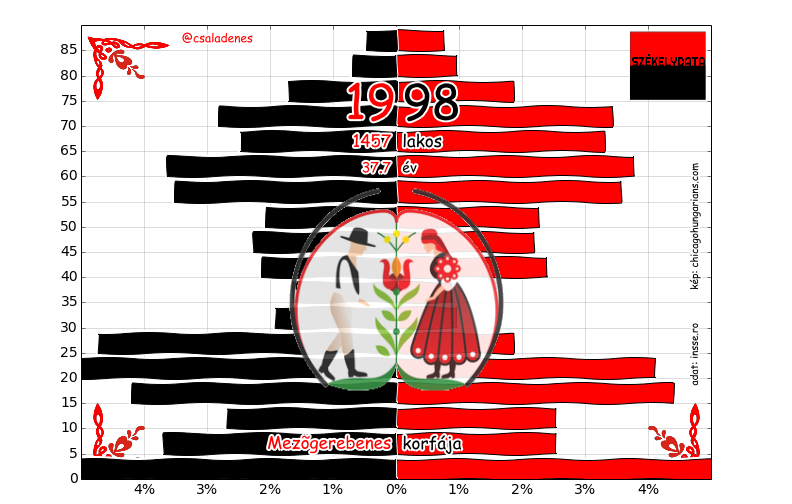 @csaladenes
SZÉKELYDATA
1998
1457 lakos
37.7 év
kép: chicagohungarians.com
adat: insse.ro
Mezõgerebenes korfája
85
80
75
70
65
60
55
50
45
40
35
30
25
20
15
10
5
0
4% 3% 2% 1% 0% 1% 2% 3% 4%